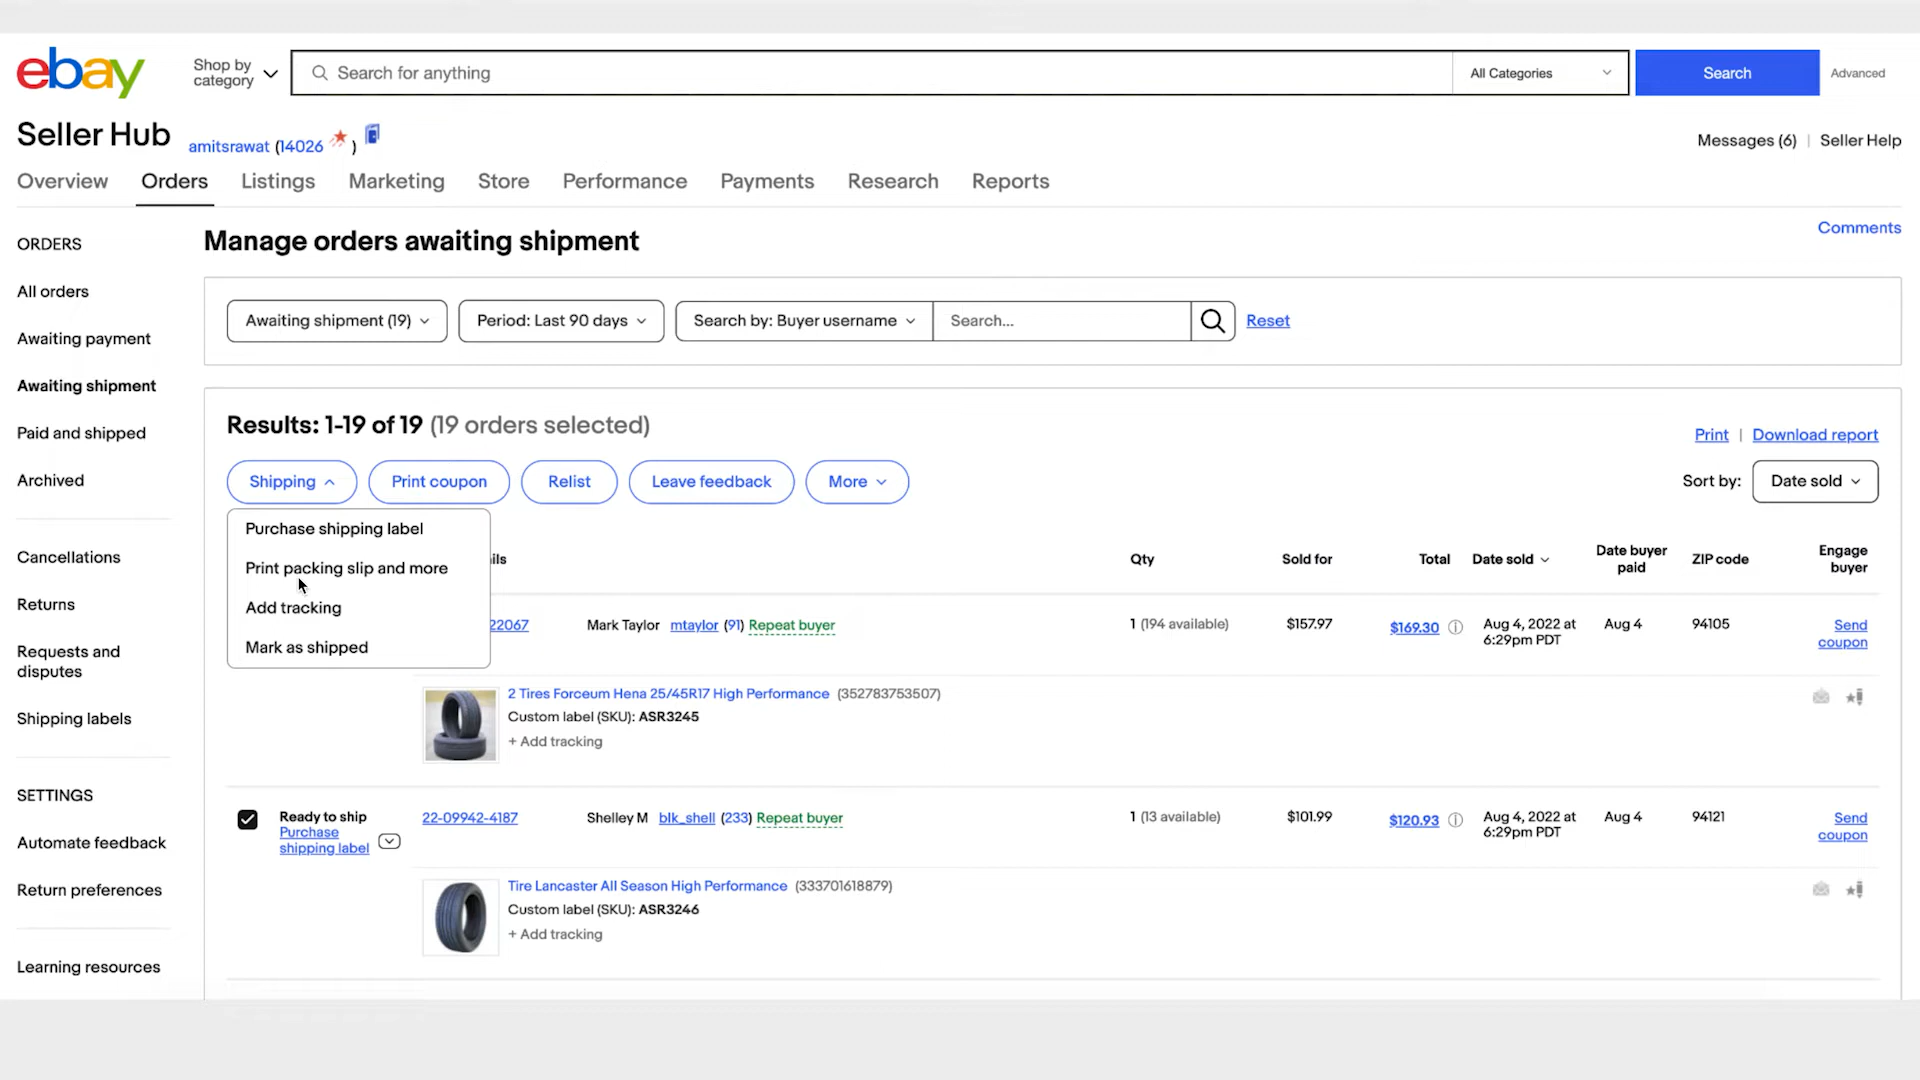 ebay
Shop by
category
Search for anything
All Categories
Search
Advanced
Seller Hub
amitsrawat (14026 )
Messages (6) | Seller Help
Overview
Orders
Listings
Marketing
Store
Performance
Payments
Research
Reports
Comments
ORDERS
All orders
Awaiting payment
Awaiting shipment
Paid and shipped
Archived
Cancellations
Returns
Requests and
disputes
Shipping labels
SETTINGS
Automate feedback
Return preferences
Learning resources
Manage orders awaiting shipment
Awaiting shipment (19)
Period: Last 90 days
Search by: Buyer username
Search...
Reset
Results: 1-19 of 19 (19 orders selected)
Print | Download report
Shipping
Print coupon
Relist
Leave feedback
More
Sort by:
Date sold
Purchase shipping label
Print packing slip and more
Add tracking
Mark as shipped
ils
Qty
Sold for
Total
Date sold
Date buyer
paid
ZIP code
Engage
buyer
22067
Mark Taylor mtaylor (91) Repeat buyer
1 (194 available)
$157.97
$169.30
Aug 4, 2022 at
6:29pm PDT
Aug 4
94105
Send
coupon
2 Tires Forceum Hena 25/45R17 High Performance (352783753507)
Custom label (SKU): ASR3245
+ Add tracking
Ready to ship
Purchase
shipping label
22-09942-4187
Shelley M blk_shell (233) Repeat buyer
1 (13 available)
$101.99
$120.93
Aug 4, 2022 at
6:29pm PDT
Aug 4
94121
Send
coupon
Tire Lancaster All Season High Performance (333701618879)
Custom label (SKU): ASR3246
+ Add tracking